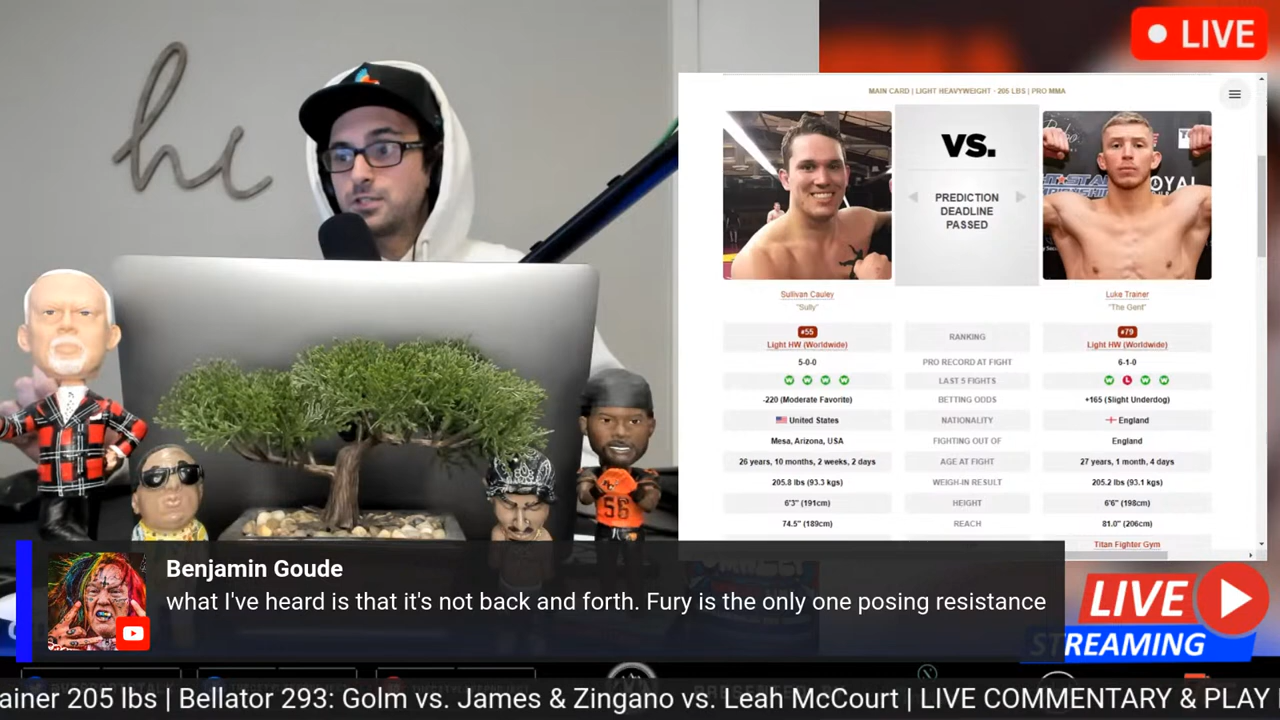 hi
LIVE
MAIN CARD | LIGHT HEAVYWEIGHT · 205 LBS | PRO MMA
VS.
PREDICTION
DEADLINE
PASSED
ROYAL
Sullivan Cauley
"Sully"
Luke Trainer
"The Gent"
#55
Light HW (Worldwide)
RANKING
#79
Light HW (Worldwide)
5-0-0
PRO RECORD AT FIGHT
6-1-0
W W W W
LAST 5 FIGHTS
W L W W
-220 (Moderate Favorite)
BETTING ODDS
+165 (Slight Underdog)
United States
NATIONALITY
England
Mesa, Arizona, USA
FIGHTING OUT OF
England
26 years, 10 months, 2 weeks, 2 days
AGE AT FIGHT
27 years, 1 month, 4 days
205.8 lbs (93.3 kgs)
WEIGH-IN RESULT
205.2 lbs (93.1 kgs)
6'3" (191cm)
HEIGHT
6'6" (198cm)
74.5" (189cm)
REACH
81.0" (206cm)
Titan Fighter Gym
56
Benjamin Goude
what I've heard is that it's not back and forth. Fury is the only one posing resistance
LIVE
STREAMING
ainer 205 lbs | Bellator 293: Golm vs. James & Zingano vs. Leah McCourt | LIVE COMMENTARY & PLAY